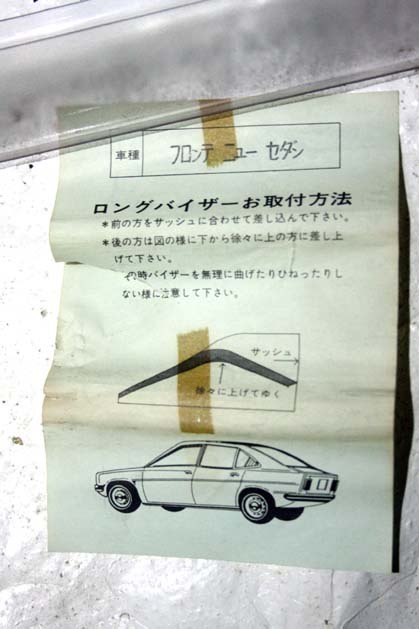 車種 フロンテ ニュー セダン
ロングバイザーお取付方法
*前の方をサッシュに合わせて差し込んで下さい。
*後の方は図の様に下から徐々に上の方に差し上
げて下さい。
の時バイザーを無理に曲げたりひねったりし
ない様に注意して下さい。
サッシュ
徐々に上げてゆく